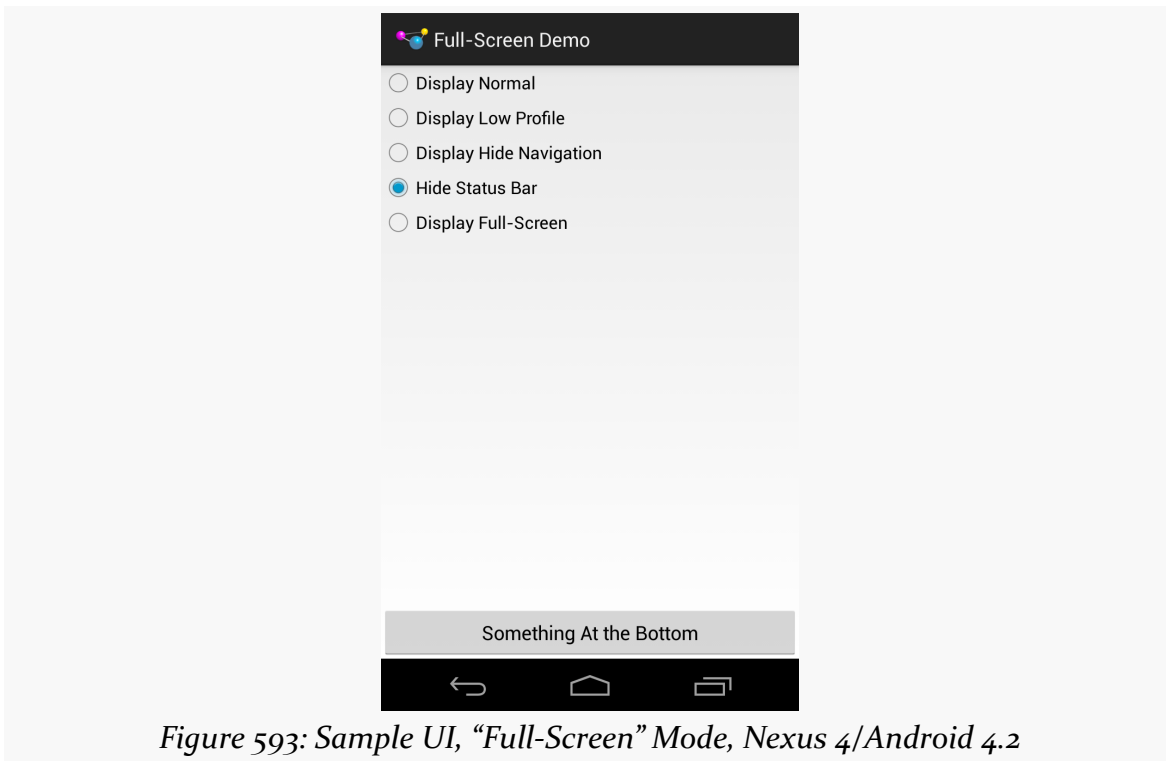 Full-Screen Demo
Display Normal
Display Low Profile
Display Hide Navigation
Hide Status Bar
Display Full-Screen
Something At the Bottom
Figure 593: Sample UI, “Full-Screen” Mode, Nexus 4/Android 4.2